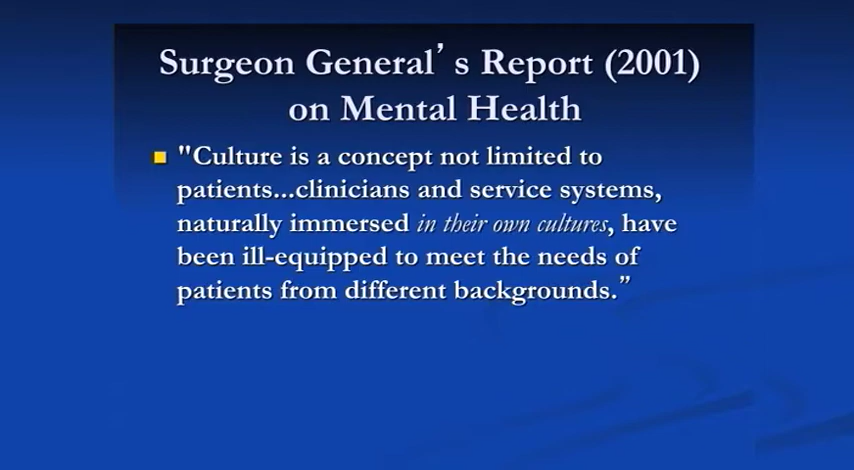 Surgeon General’s Report (2001)
on Mental Health
"Culture is a concept not limited to
patients...clinicians and service systems,
naturally immersed in their own cultures, have
been ill-equipped to meet the needs of
patients from different backgrounds.”